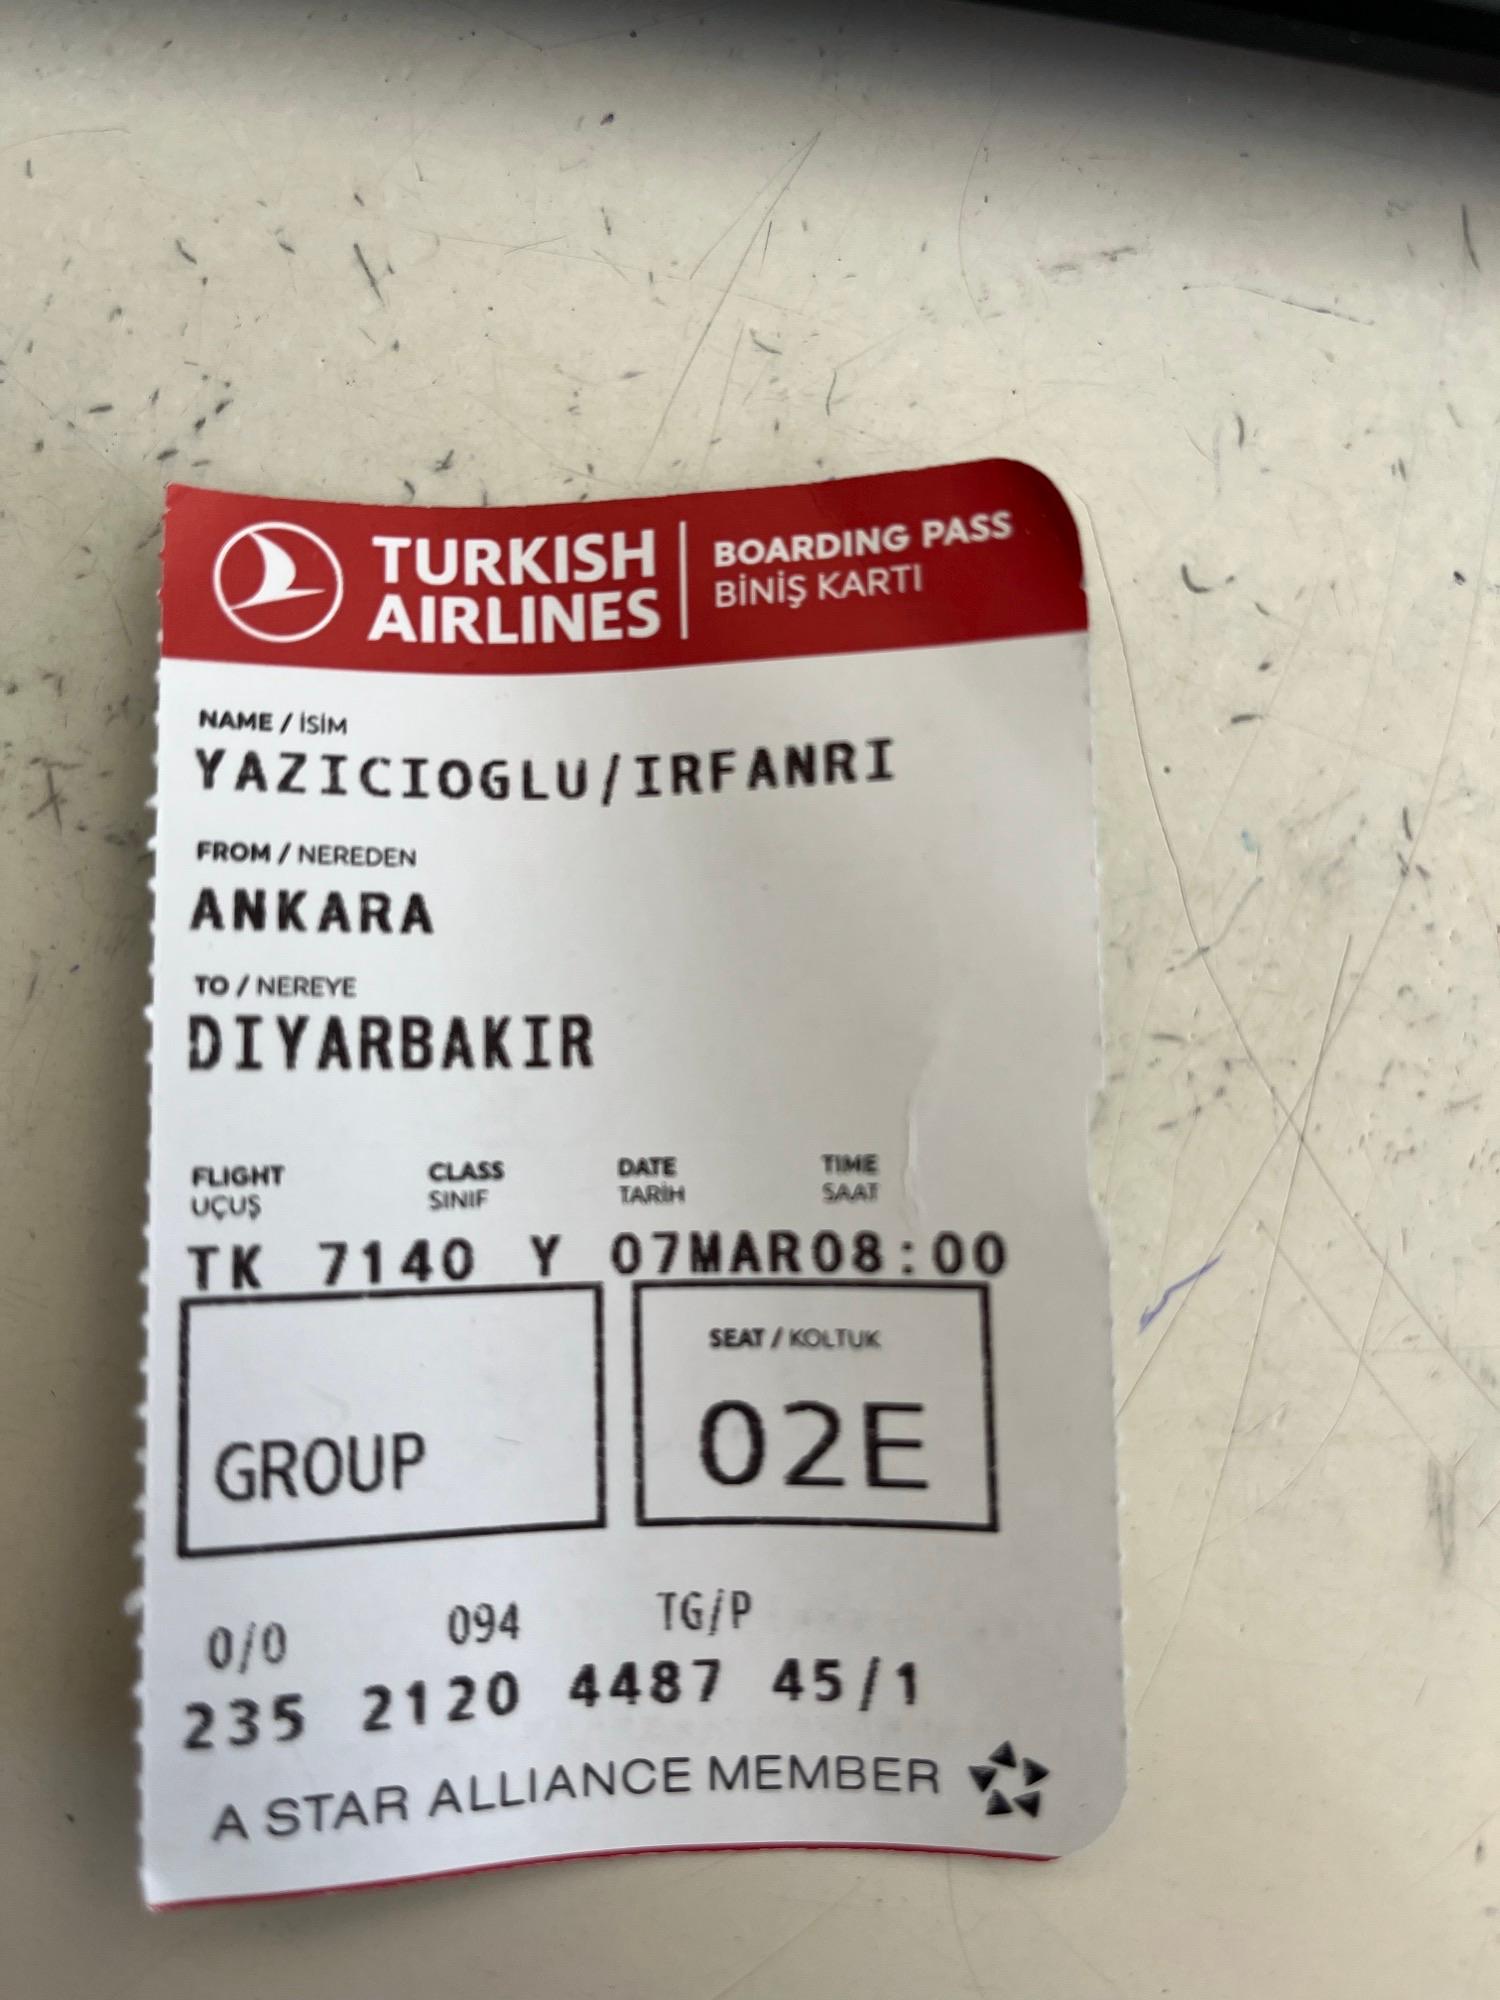 TURKISH
AIRLINES
BOARDING PASS
BİNİŞ KARTI
NAME / İSİM
YAZICIOGLU/IRFANRI
FROM / NEREDEN
ANKARA
TO / NEREYE
DIYARBAKIR
FLIGHT CLASS DATE TIME
UÇUŞ SINIF TARİH SAAT
TK 7140 Y 07MAR08:00
SEAT / KOLTUK
GROUP 02E
0/0 094 TG/P
235 2120 4487 45/1
A STAR ALLIANCE MEMBER